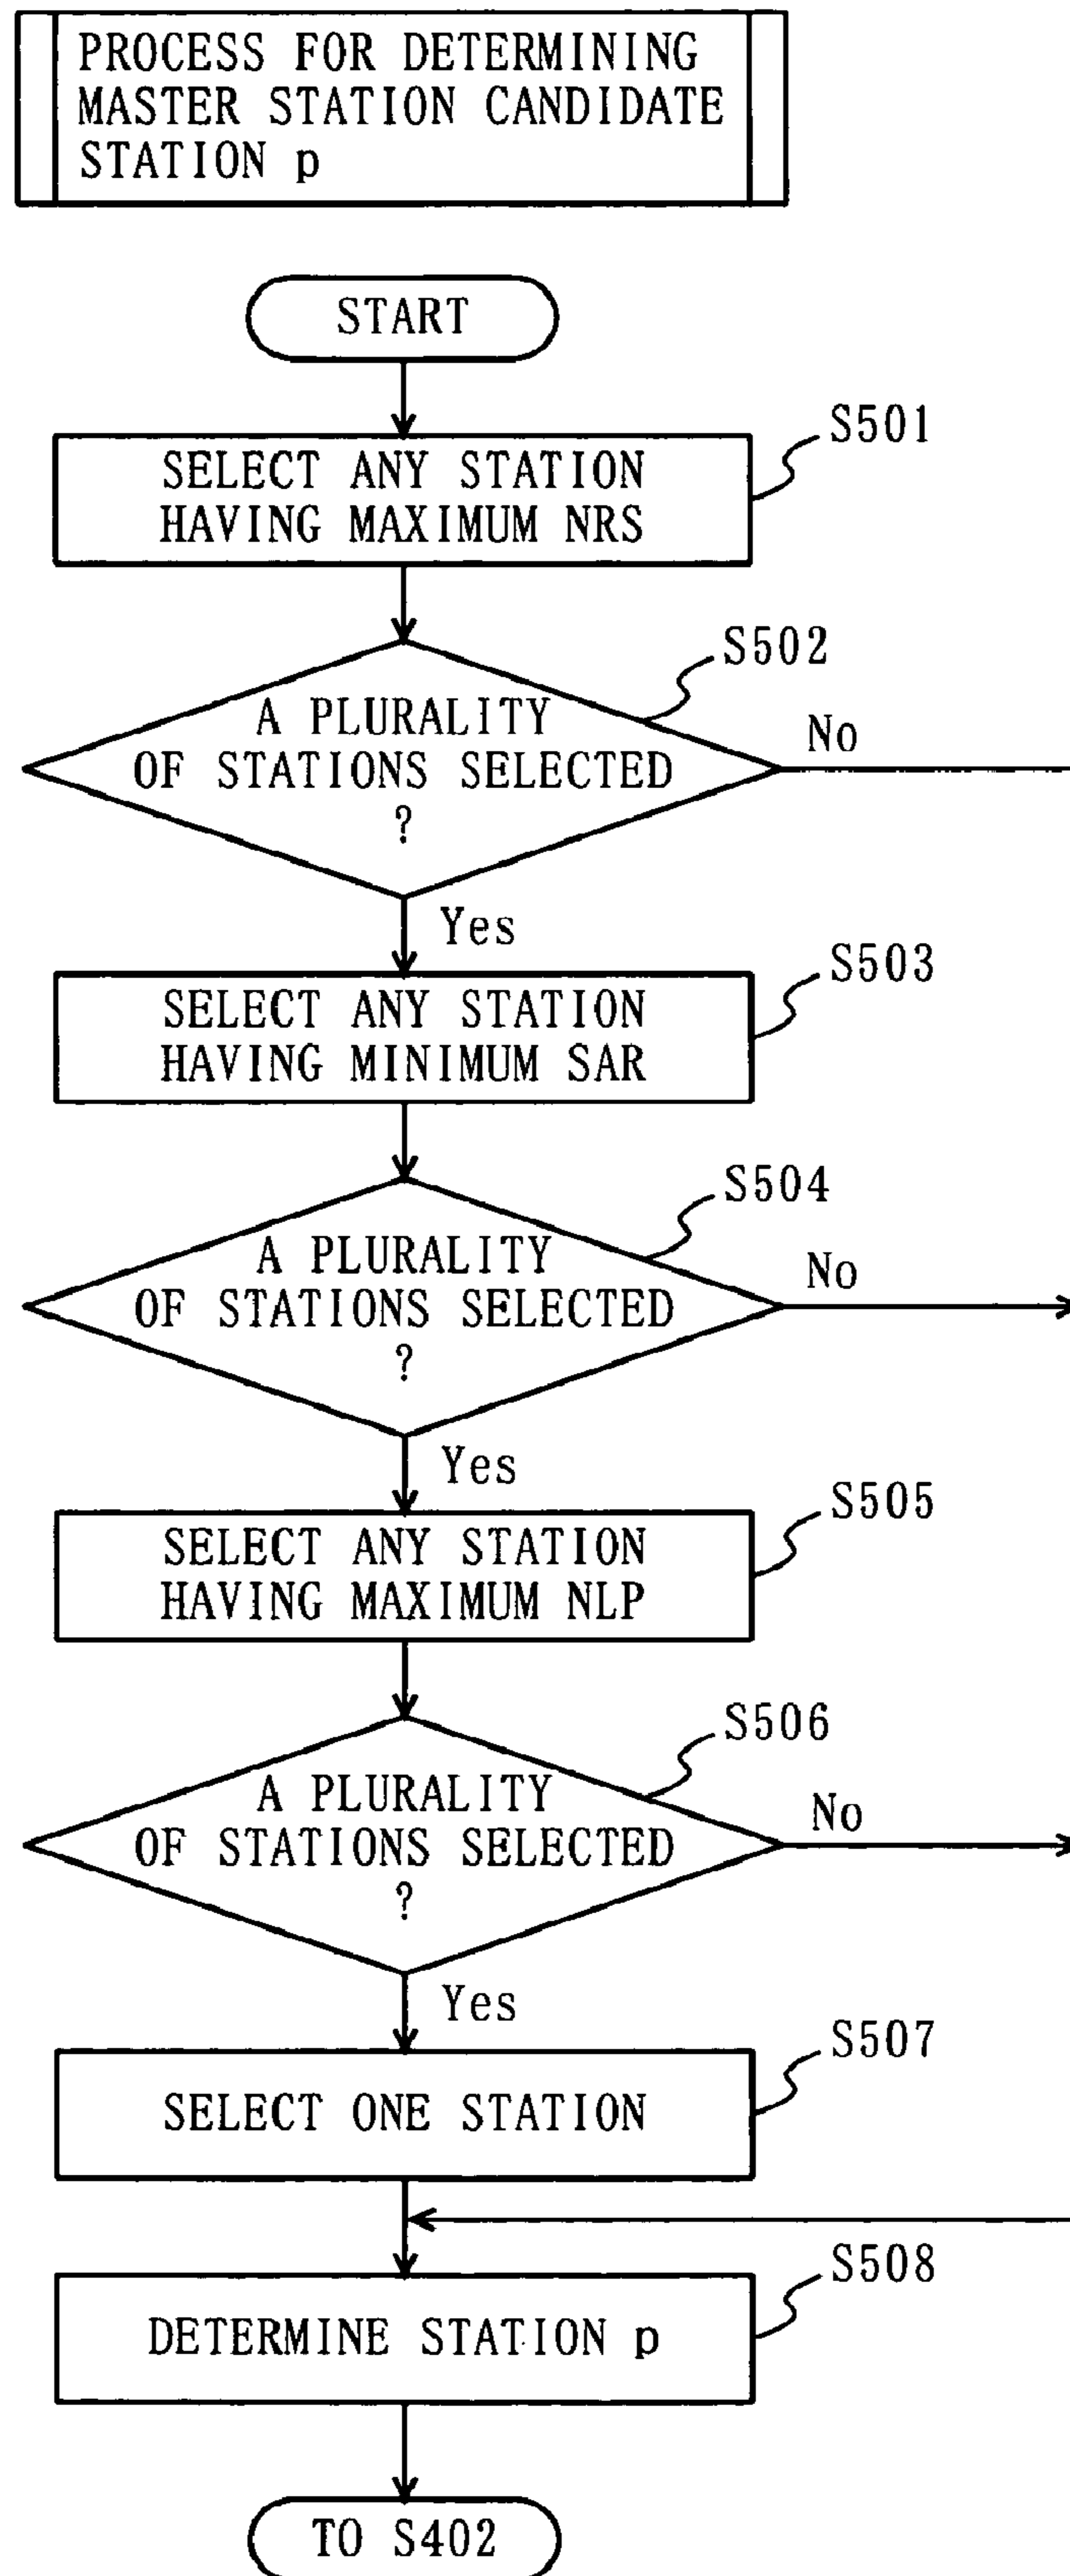 PROCESS FOR DETERMINING
MASTER STATION CANDIDATE
STATION p
START
S501
SELECT ANY STATION
HAVING MAXIMUM NRS
S502
A PLURALITY
OF STATIONS SELECTED
?
No
Yes
S503
SELECT ANY STATION
HAVING MINIMUM SAR
S504
A PLURALITY
OF STATIONS SELECTED
?
No
Yes
S505
SELECT ANY STATION
HAVING MAXIMUM NLP
S506
A PLURALITY
OF STATIONS SELECTED
?
No
Yes
S507
SELECT ONE STATION
S508
DETERMINE STATION p
TO S402